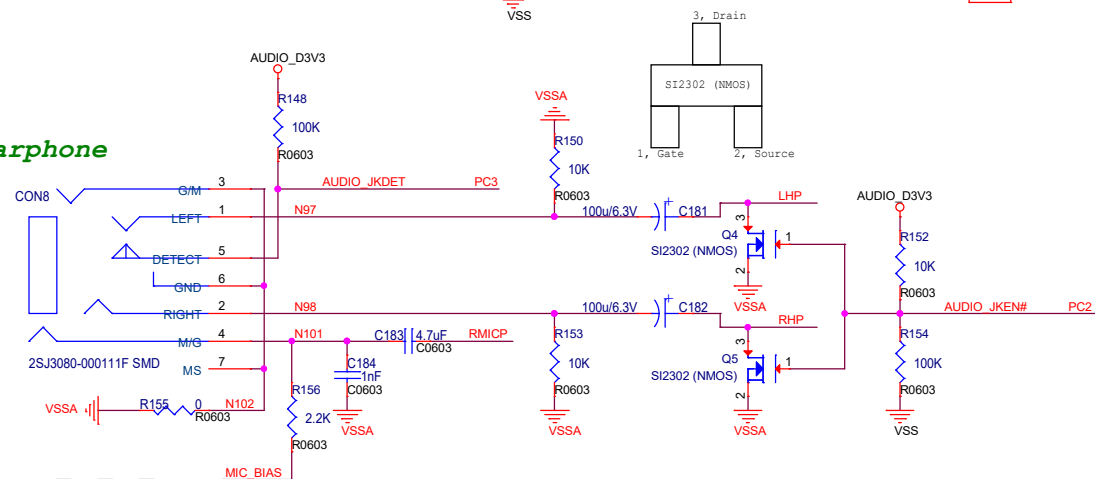 VSS
3, Drain
SI2302 (NMOS)
1, Gate
2, Source
AUDIO_D3V3
R148
100K
R0603
arphone
CON8
G/M 3
LEFT 1
DETECT 5
GND 6
RIGHT 2
M/G 4
MS 7
2SJ3080-000111F SMD
AUDIO_JKDET
PC3
N97
N98
N101
N102
VSSA
R155 0
R0603
VSSA
R150
10K
R0603
100u/6.3V
C181
LHP
3
Q4
1
SI2302 (NMOS)
2
VSSA
AUDIO_D3V3
R152
10K
R0603
AUDIO_JKEN#
PC2
100u/6.3V
C182
RHP
3
Q5
1
SI2302 (NMOS)
2
VSSA
R154
100K
R0603
VSS
C183
4.7uF
C0603
RMICP
C184
1nF
C0603
VSSA
R153
10K
R0603
VSSA
R156
2.2K
R0603
MIC_BIAS